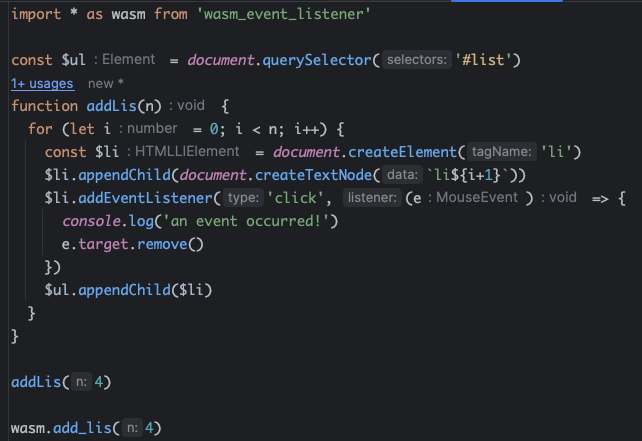 import * as wasm from 'wasm_event_listener'
const $ul : Element = document.querySelector( selectors: '#list')
1+ usages new *
function addLis(n) : void {
for (let i : number = 0; i < n; i++) {
const $li : HTMLLIElement = document.createElement( tagName: 'li')
$li.appendChild(document.createTextNode( data: `li${i+1}`))
$li.addEventListener( type: 'click', listener: (e : MouseEvent ) : void => {
console.log('an event occurred!')
e.target.remove()
})
$ul.appendChild($li)
}
}
addLis( n: 4)
wasm.add_lis( n: 4)